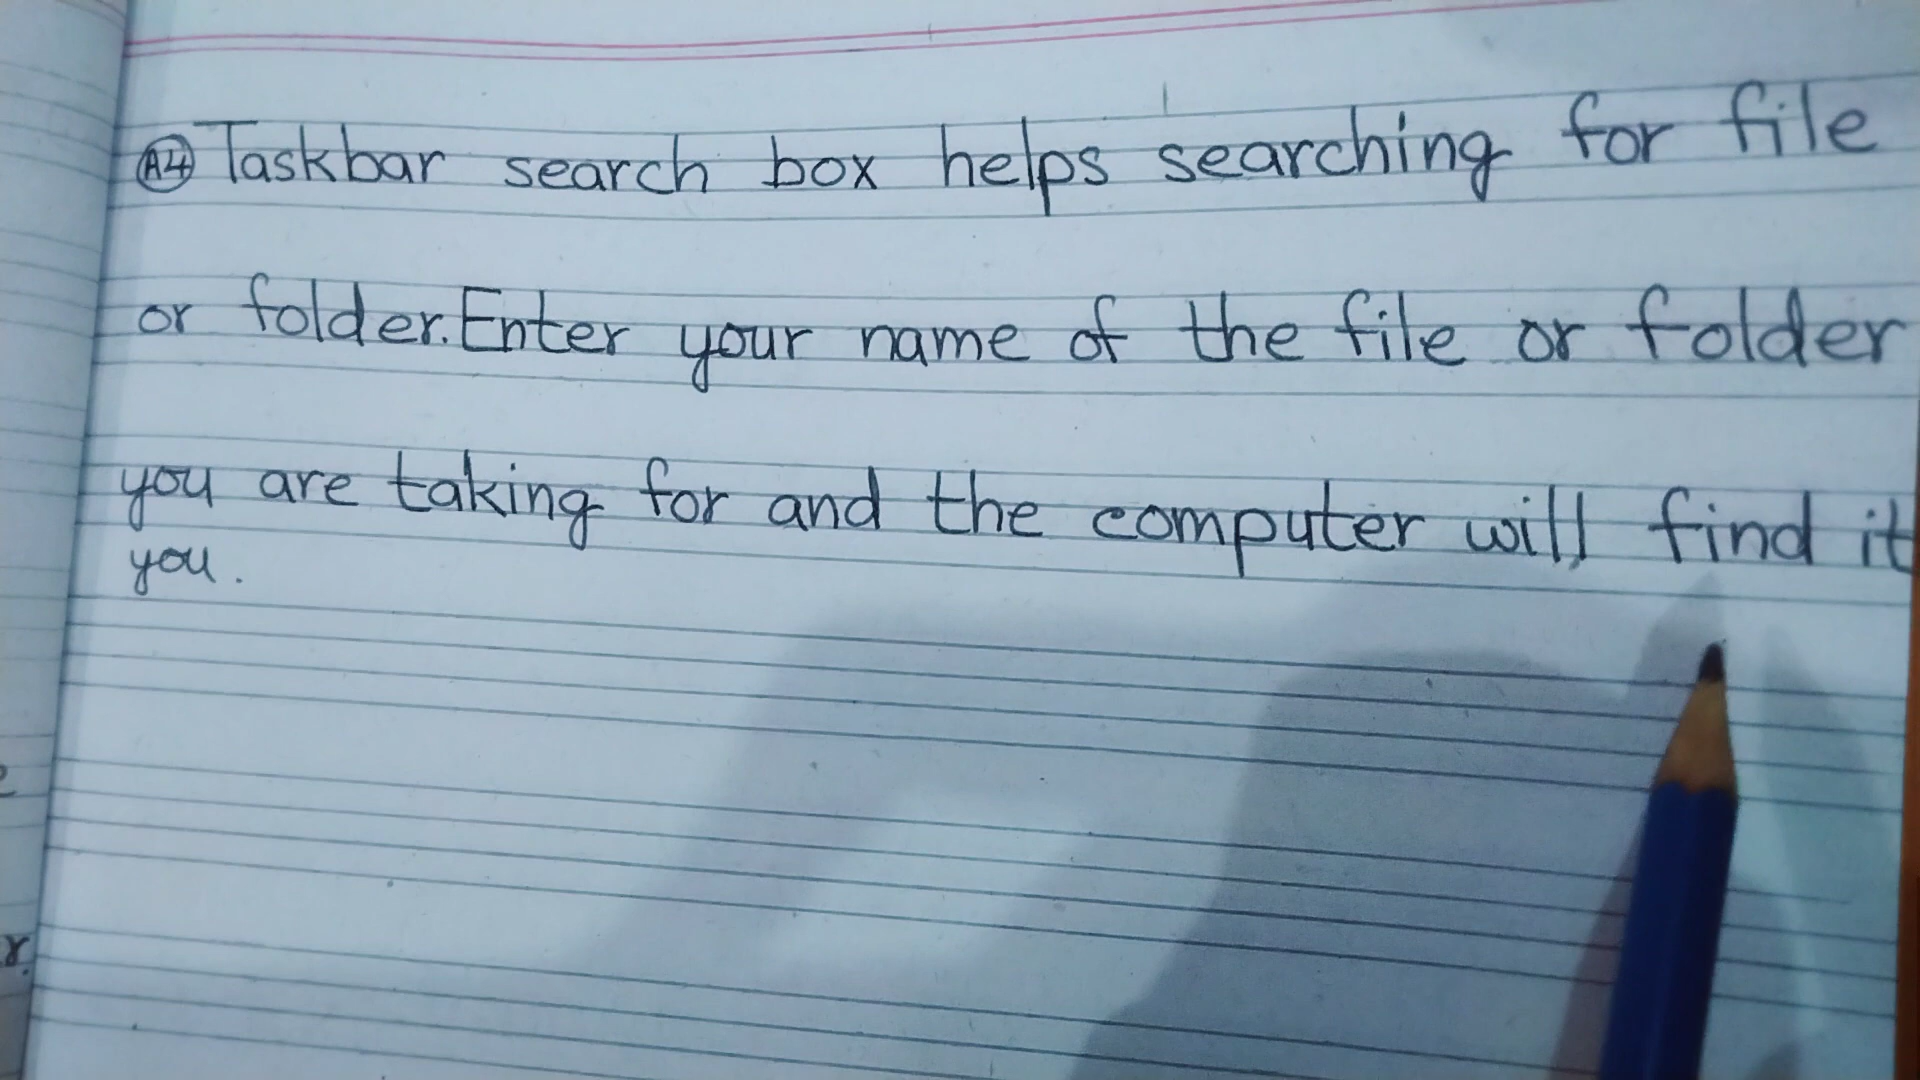 A4 Taskbar search box helps searching for file
or folder. Enter your name of the file or folder
you are taking for and the computer will find it
you.